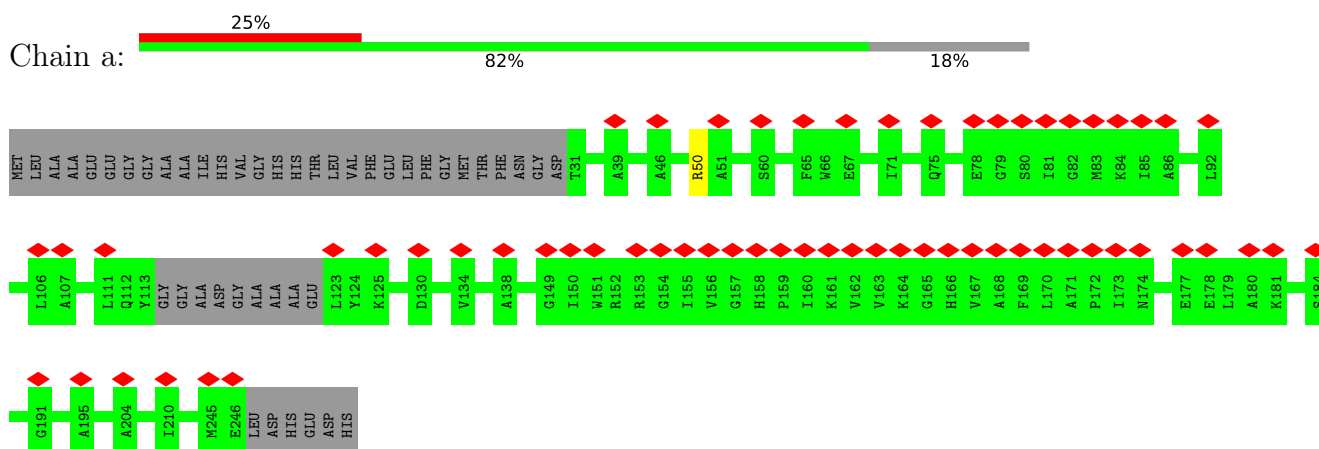 25%
Chain a:
82% 18%
MET LEU ALA ALA GLU GLU GLY GLY ALA ALA ILE HIS VAL GLY HIS HIS THR LEU VAL PHE GLU LEU PHE GLY MET THR PHE ASN GLY ASP T31 A39 A46 R50 A51 S60 F65 W66 E67 I71 Q75 E78 G79 S80 I81 G82 M83 K84 I85 A86 L92
L106 A107 L111 Q112 Y113 GLY GLY ALA ASP GLY ALA ALA ALA GLU L123 Y124 K125 D130 V134 A138 G149 I150 W151 R152 R153 G154 I155 V156 G157 H158 P159 I160 K161 V162 V163 K164 G165 H166 V167 A168 F169 L170 A171 P172 I173 N174 E177 E178 L179 A180 K181
G191 A195 A204 I210 M245 E246 LEU ASP HIS GLU ASP HIS